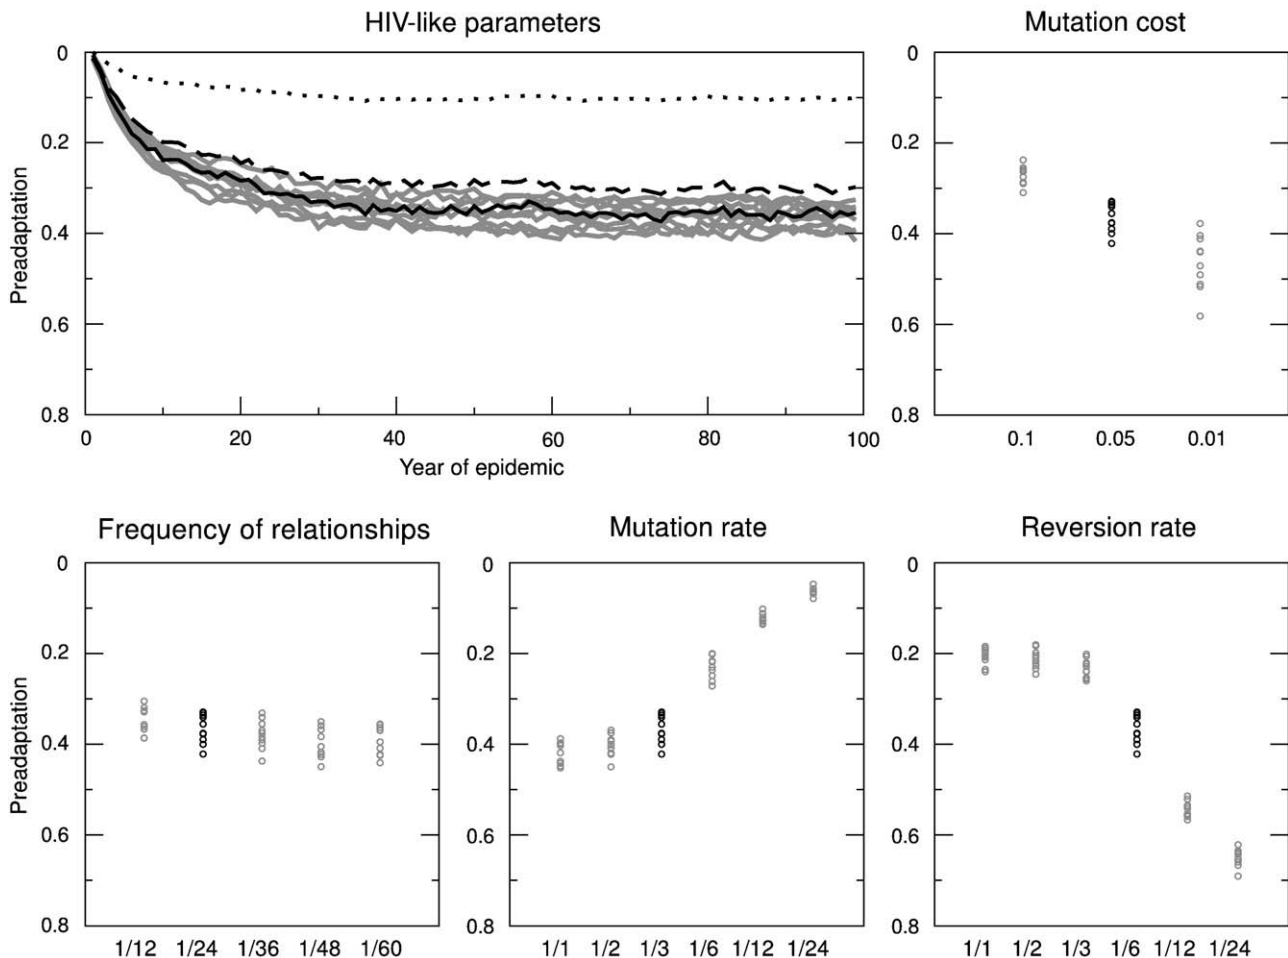 HIV-like parameters
Preadaptation
0
0.2
0.4
0.6
0.8
0 20 40 60 80 100
Year of epidemic
Mutation cost
0
0.2
0.4
0.6
0.8
0.1 0.05 0.01
Frequency of relationships
Preadaptation
0
0.2
0.4
0.6
0.8
1/12 1/24 1/36 1/48 1/60
Mutation rate
0
0.2
0.4
0.6
0.8
1/1 1/2 1/3 1/6 1/12 1/24
Reversion rate
0
0.2
0.4
0.6
0.8
1/1 1/2 1/3 1/6 1/12 1/24